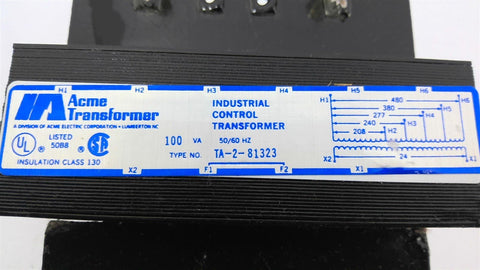 H1 H2 H3 H4 H5 H6
Acme
Transformer
A DIVISION OF ACME ELECTRIC CORPORATION • LUMBERTON NC
UL
LISTED
50B8
SA
INSULATION CLASS 130
INDUSTRIAL
CONTROL
TRANSFORMER
100 VA 50/60 HZ
TYPE NO. TA-2-81323
X2 F1 F2 X1
H1 480 H6
380
H5
277
H4
240
H3
208
H2
X2 24 X1